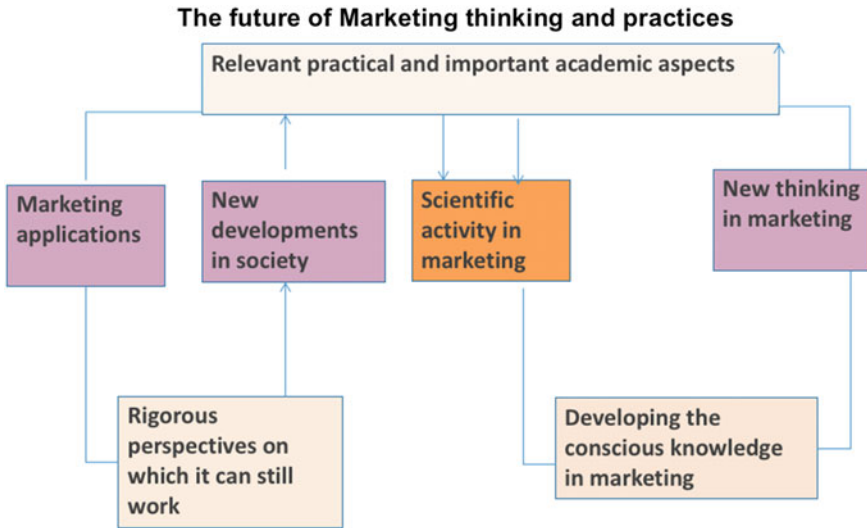 The future of Marketing thinking and practices
Relevant practical and important academic aspects
Marketing
applications
New
developments
in society
Scientific
activity in
marketing
New thinking
in marketing
Rigorous
perspectives on
which it can still
work
Developing the
conscious knowledge
in marketing